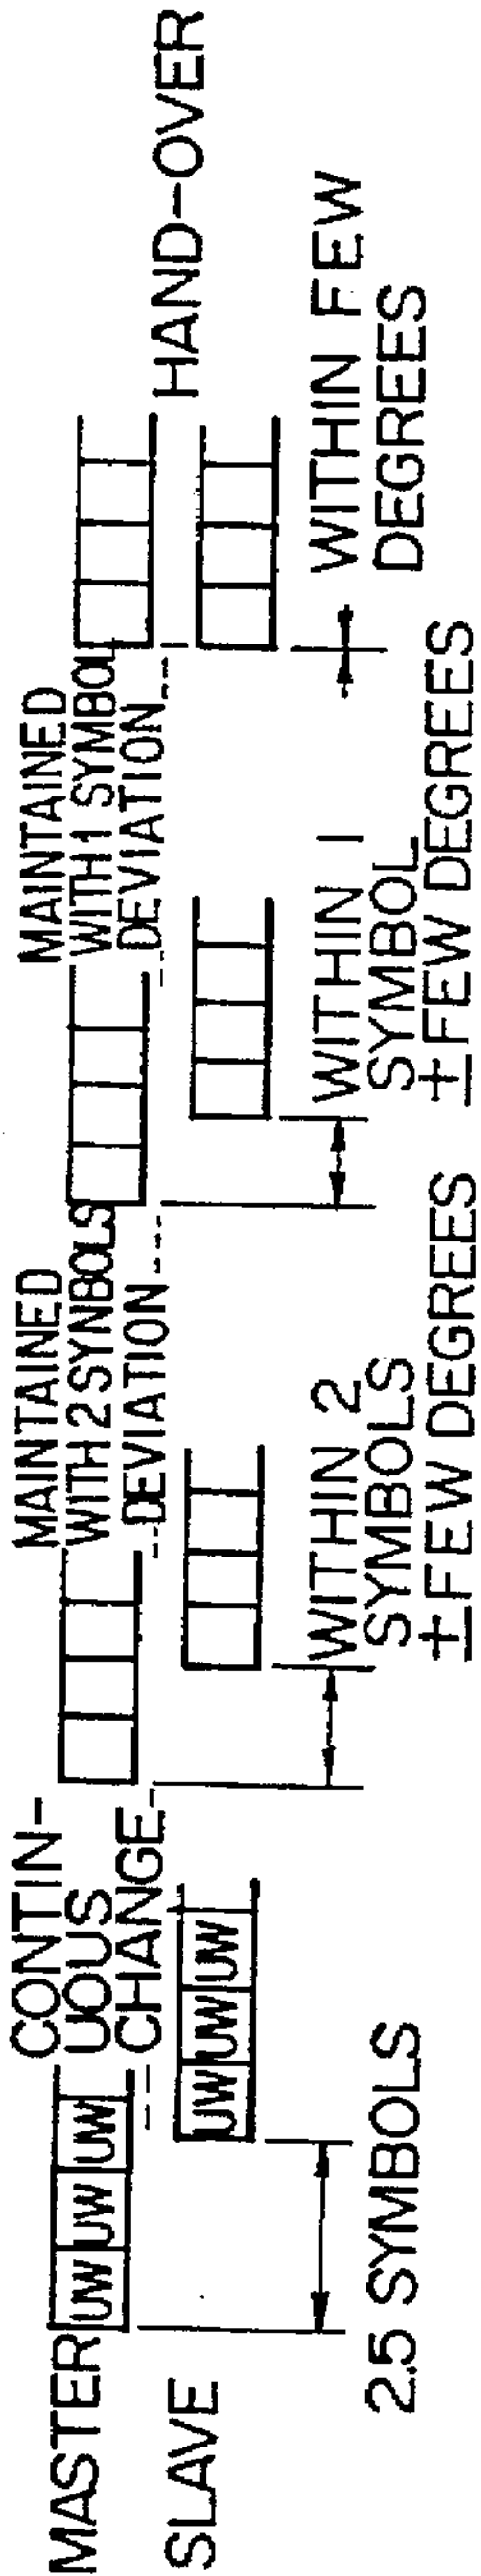 MASTER
UW UW UW
CONTIN-
UOUS
CHANGE
MAINTAINED
WITH 2 SYNBOLS
DEVIATION
MAINTAINED
WITH 1 SYMBOL
DEVIATION
HAND-OVER
SLAVE
UW UW UW
2.5 SYMBOLS
WITHIN 2
SYMBOLS
±FEW DEGREES
WITHIN 1
SYMBOL
±FEW DEGREES
WITHIN FEW
DEGREES